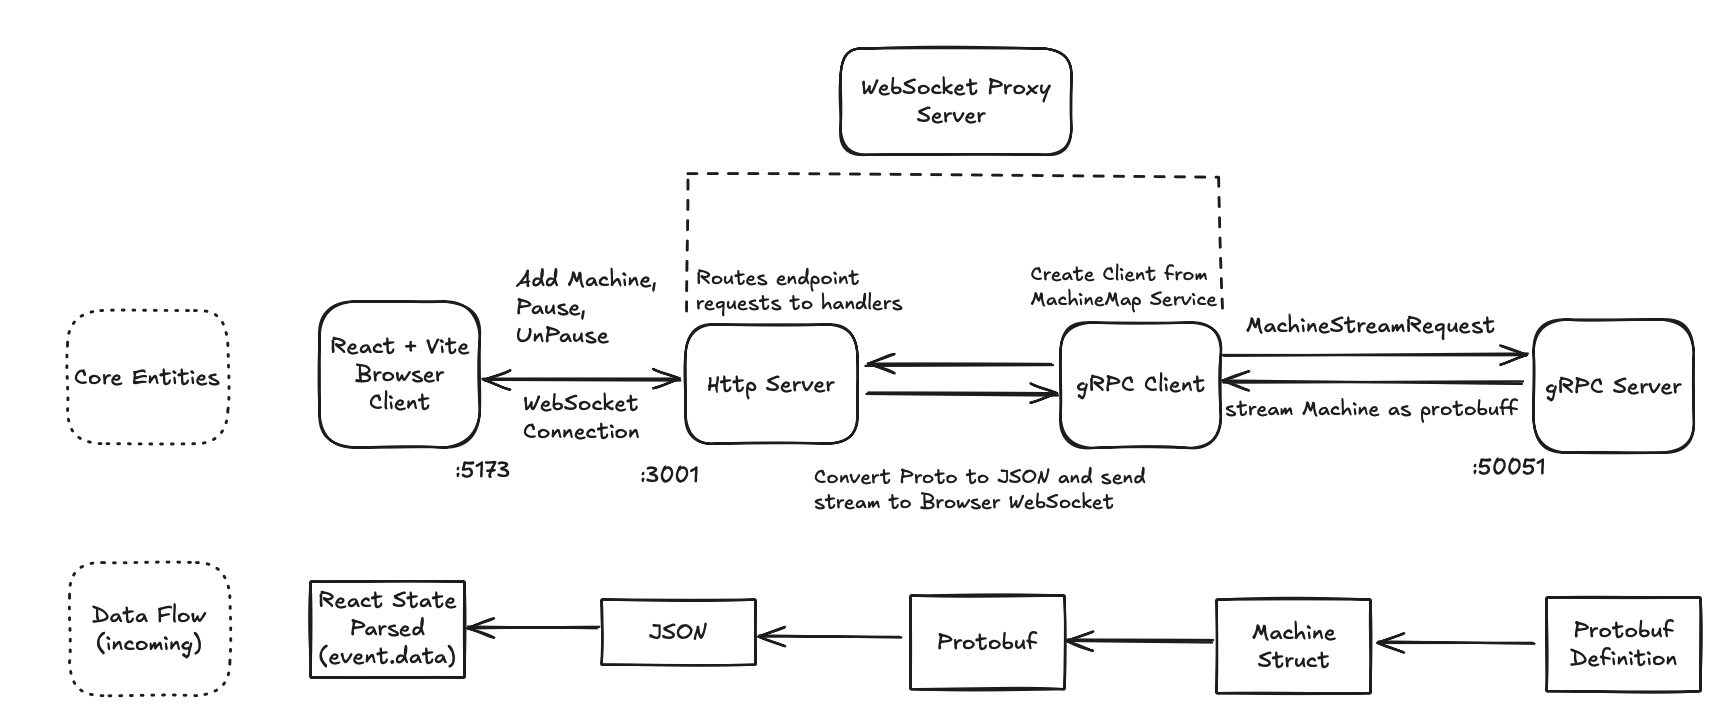 WebSocket Proxy
Server
Add Machine,
Pause,
UnPause
Routes endpoint
requests to handlers
Create Client from
MachineMap Service
Core Entities
React + Vite
Browser
Client
WebSocket
Connection
Http Server
gRPC Client
MachineStreamRequest
stream Machine as protobuff
gRPC Server
:5173
:3001
Convert Proto to JSON and send
stream to Browser WebSocket
:50051
Data Flow
(incoming)
React State
Parsed
(event.data)
JSON
Protobuf
Machine
Struct
Protobuf
Definition